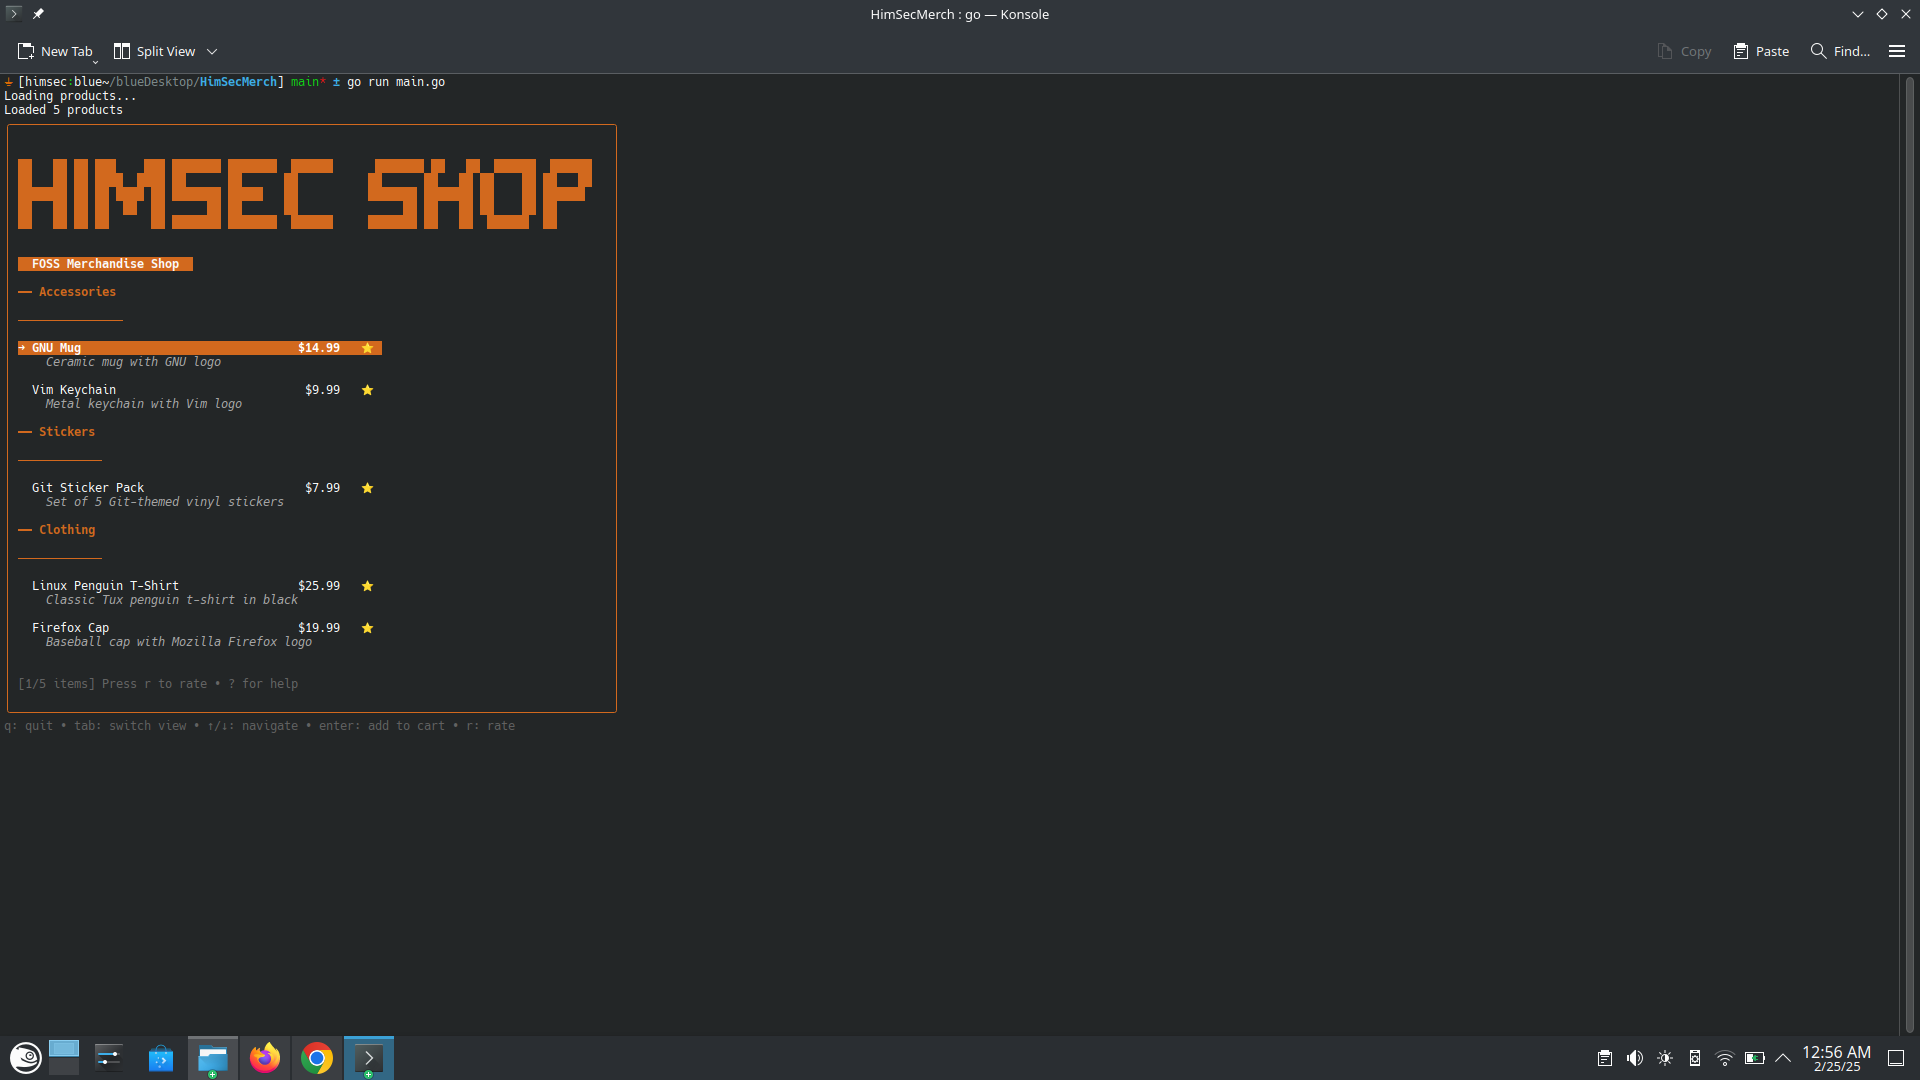 HimSecMerch : go — Konsole
New Tab Split View Copy Paste Find...
[himsec:blue~/blueDesktop/HimSecMerch] main* ± go run main.go
Loading products...
Loaded 5 products
HIMSEC SHOP
FOSS Merchandise Shop
── Accessories
→ GNU Mug $14.99 ⭐
Ceramic mug with GNU logo
Vim Keychain $9.99 ⭐
Metal keychain with Vim logo
── Stickers
Git Sticker Pack $7.99 ⭐
Set of 5 Git-themed vinyl stickers
── Clothing
Linux Penguin T-Shirt $25.99 ⭐
Classic Tux penguin t-shirt in black
Firefox Cap $19.99 ⭐
Baseball cap with Mozilla Firefox logo
[1/5 items] Press r to rate • ? for help
q: quit • tab: switch view • ↑/↓: navigate • enter: add to cart • r: rate
12:56 AM
2/25/25